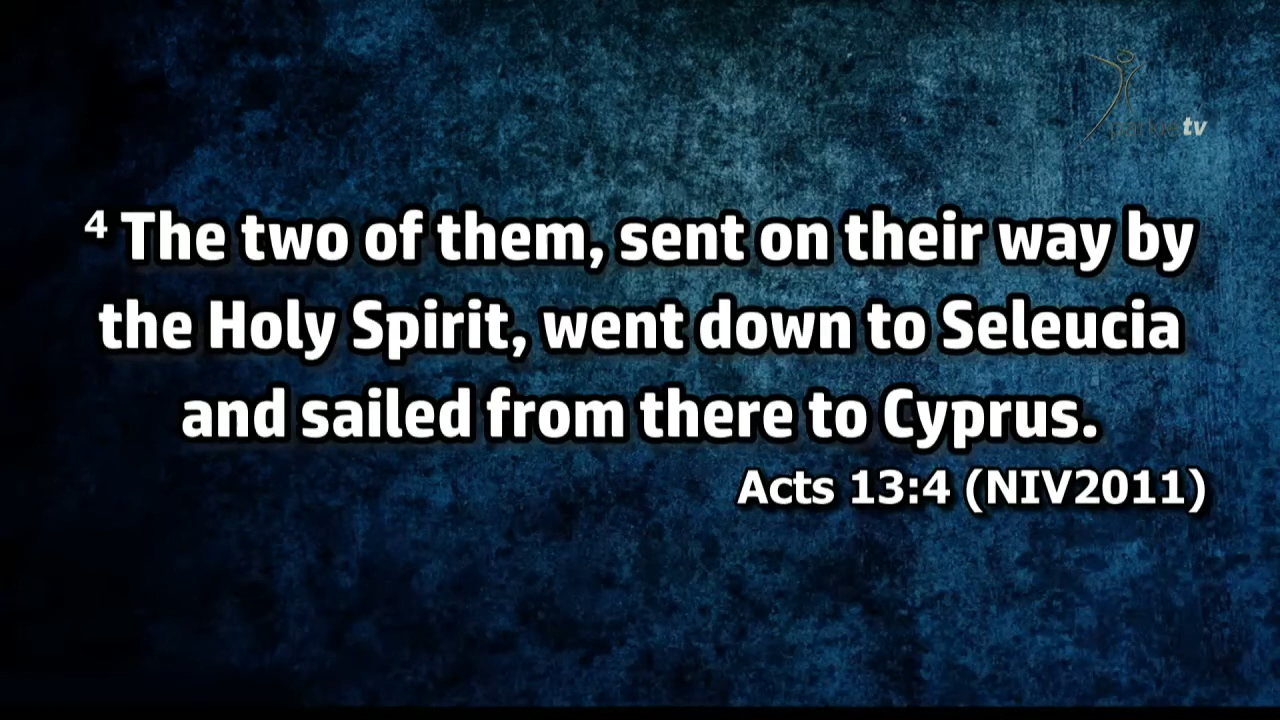 tv
⁴ The two of them, sent on their way by
the Holy Spirit, went down to Seleucia
and sailed from there to Cyprus.
Acts 13:4 (NIV2011)